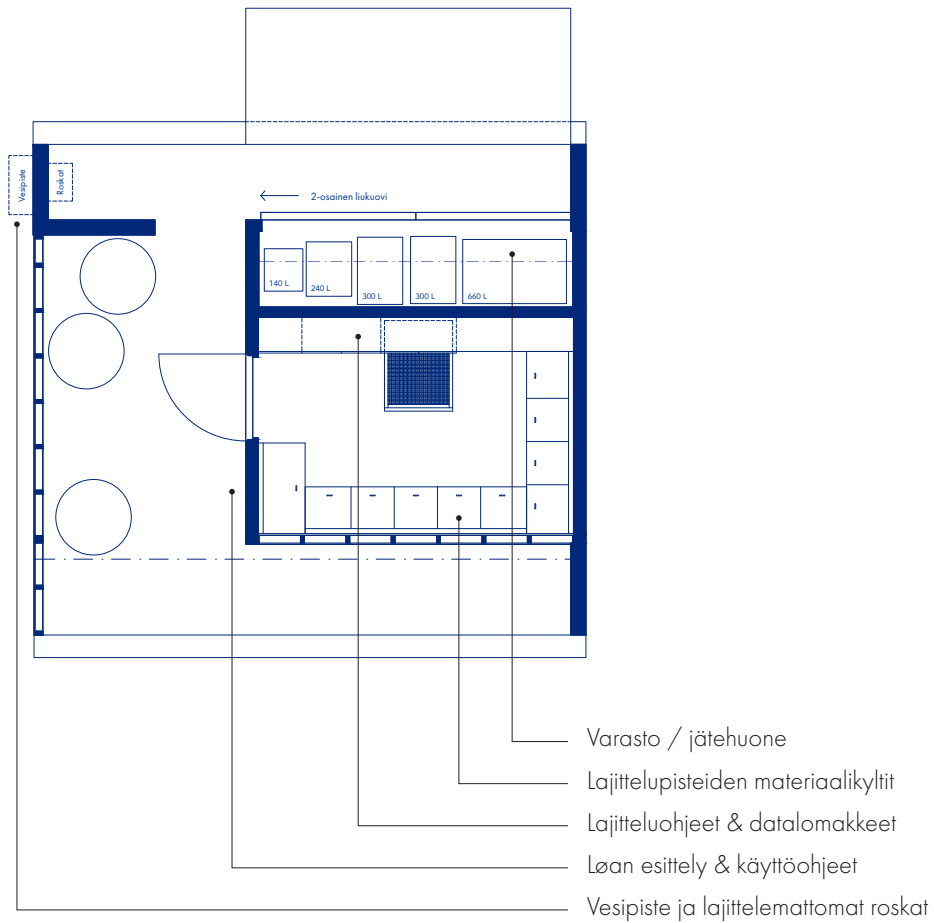 Vesipiste
Roskat
2-osainen liukuovi
140 L
240 L
300 L
300 L
660 L
Varasto / jätehuone
Lajittelupisteiden materiaalikyltit
Lajitteluohjeet & datalomakkeet
Løan esittely & käyttöohjeet
Vesipiste ja lajittelemattomat roskat